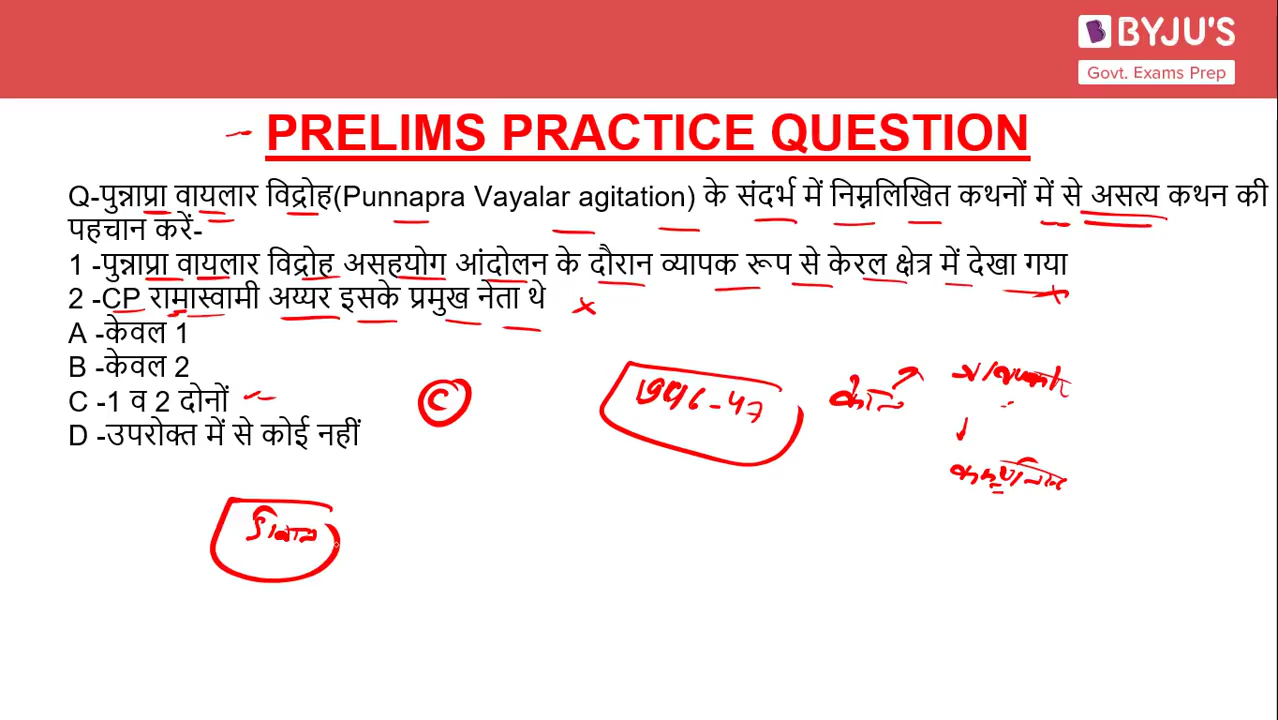 BYJU'S
Govt. Exams Prep
PRELIMS PRACTICE QUESTION
Q-पुन्नाप्रा वायलार विद्रोह(Punnapra Vayalar agitation) के संदर्भ में निम्नलिखित कथनों में से असत्य कथन की
पहचान करें-
1 -पुन्नाप्रा वायलार विद्रोह असहयोग आंदोलन के दौरान व्यापक रूप से केरल क्षेत्र में देखा गया
2 -CP रामास्वामी अय्यर इसके प्रमुख नेता थे
A -केवल 1
B -केवल 2
C -1 व 2 दोनों
C
1946-47
D -उपरोक्त में से कोई नहीं